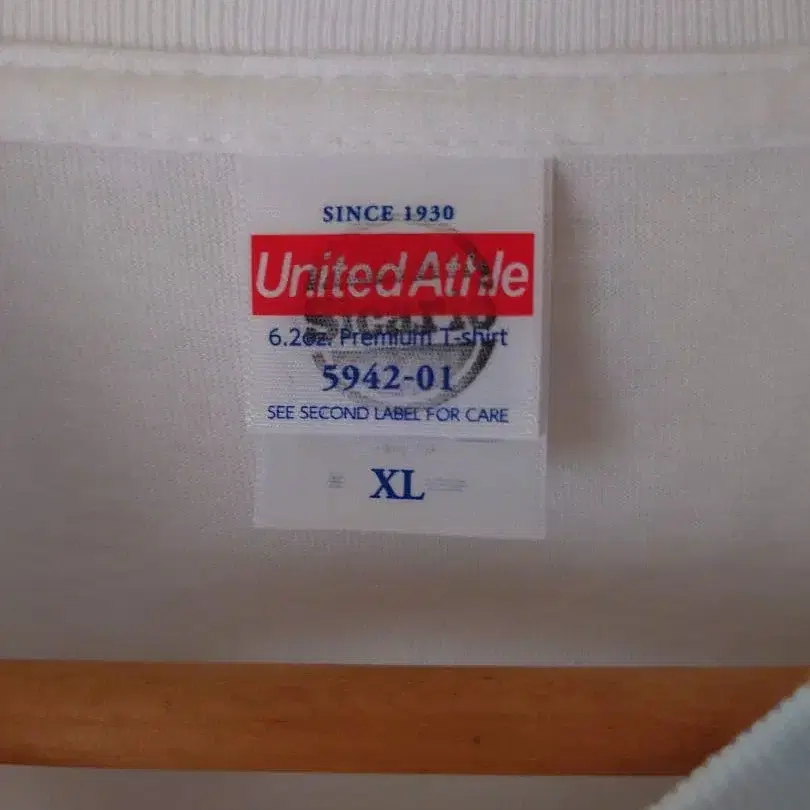 SINCE 1930
United Athle
6.2oz. Premium T-shirt
5942-01
SEE SECOND LABEL FOR CARE
XL